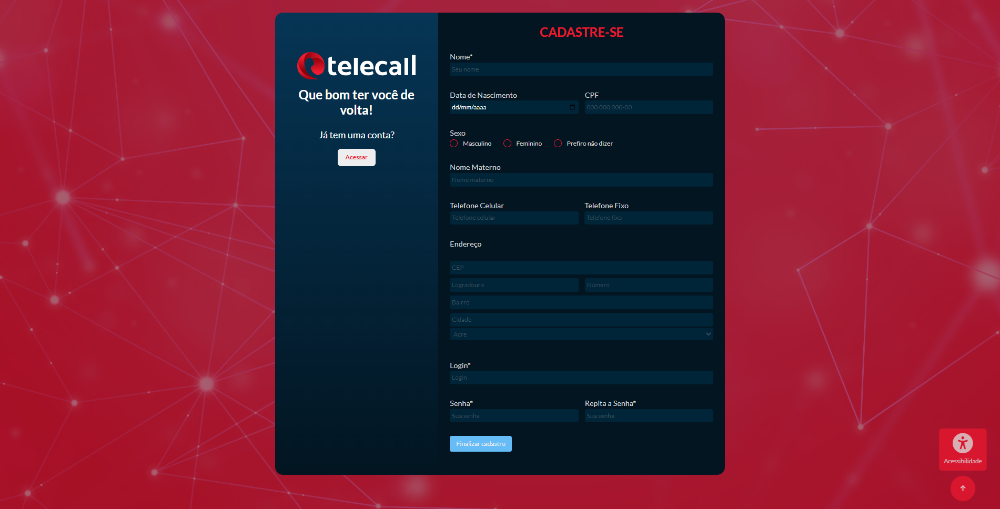 telecall
Que bom ter você de
volta!
Já tem uma conta?
Acessar
CADASTRE-SE
Nome*
Seu nome
Data de Nascimento
CPF
dd/mm/aaaa
000.000.000-00
Sexo
Masculino
Feminino
Prefiro não dizer
Nome Materno
Nome materno
Telefone Celular
Telefone Fixo
Telefone celular
Telefone fixo
Endereço
CEP
Logradouro
Número
Bairro
Cidade
Acre
Login*
Login
Senha*
Repita a Senha*
Sua senha
Sua senha
Finalizar cadastro
Acessibilidade